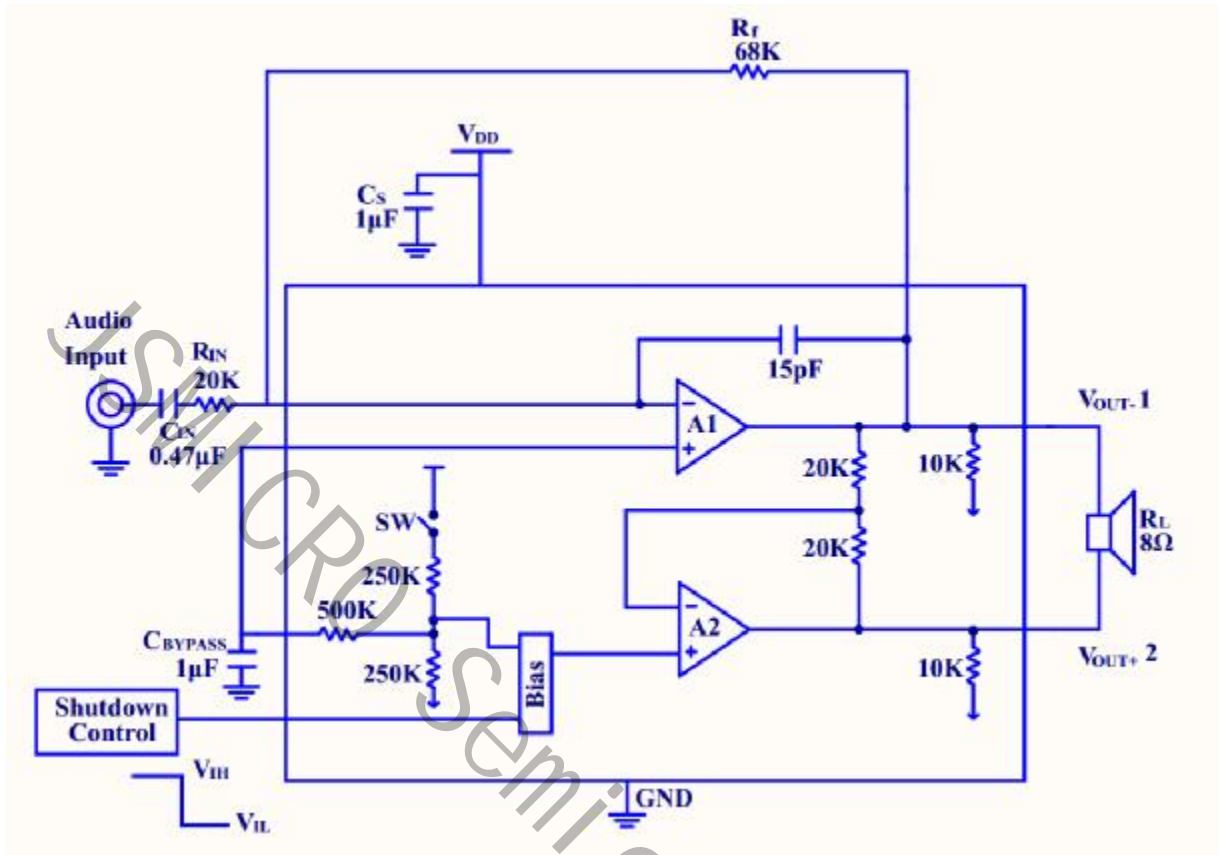 Rf
68K
VDD
CS
1µF
Audio
Input
RIN
20K
CIN
0.47µF
15pF
A1
−
+
VOUT- 1
20K
10K
SW
20K
RL
8Ω
250K
500K
A2
−
+
CBYPASS
1µF
250K
Bias
10K
VOUT+ 2
Shutdown
Control
VIH
VIL
GND
JSMICRO Semi